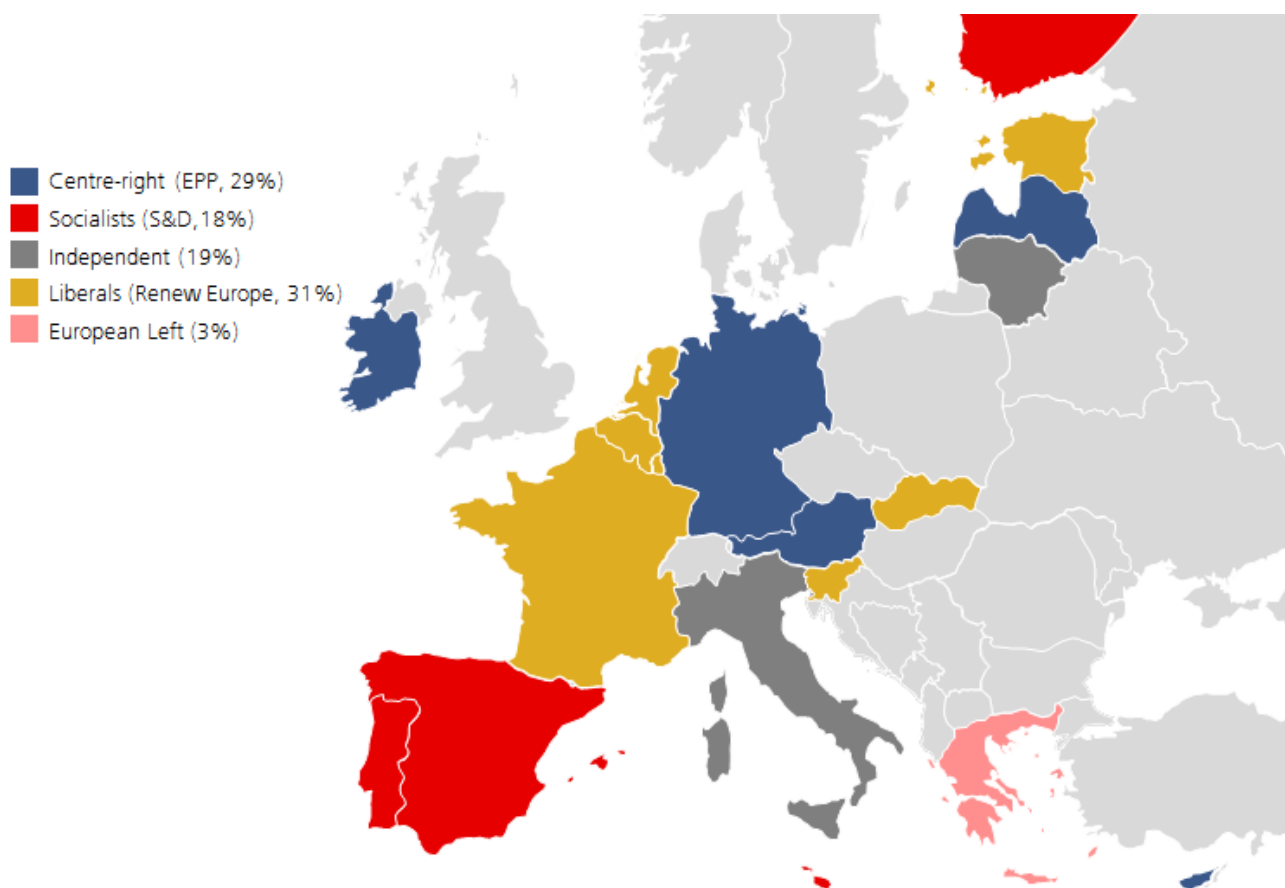 Centre-right (EPP, 29%)
Socialists (S&D,18%)
Independent (19%)
Liberals (Renew Europe, 31%)
European Left (3%)